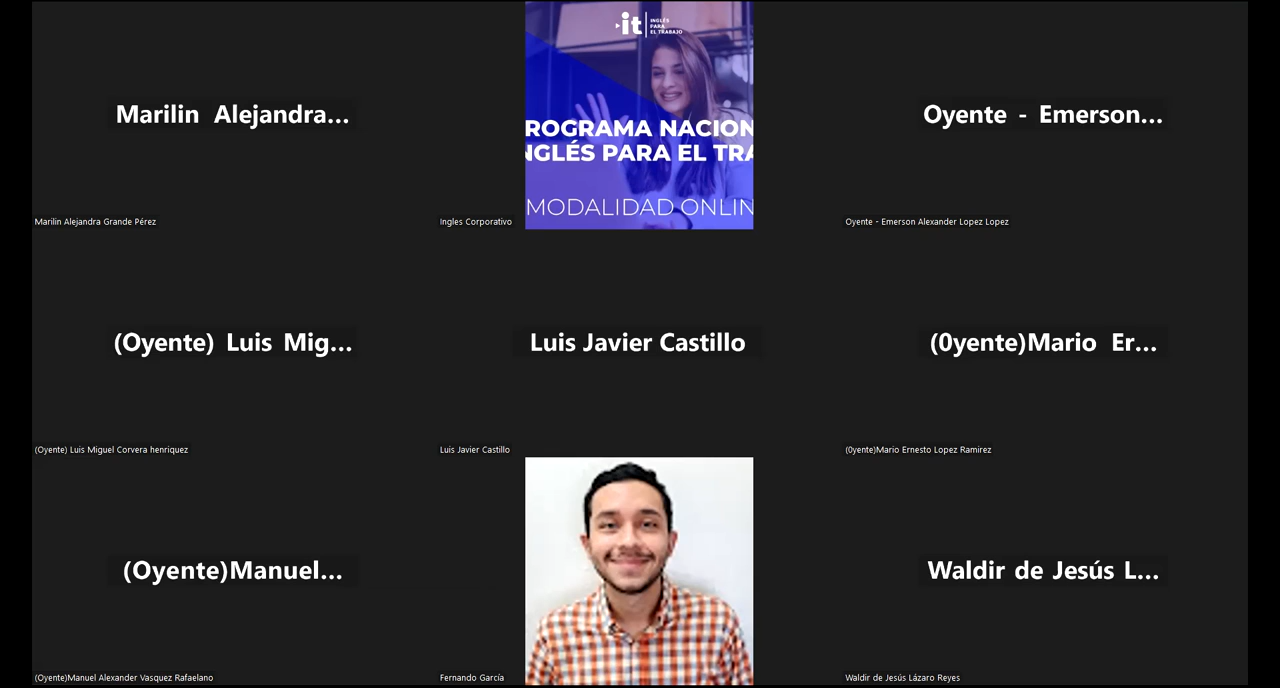 Marilin Alejandra...
Marilin Alejandra Grande Pérez
it INGLÉS
PARA
EL TRABAJO
ROGRAMA NACION
NGLÉS PARA EL TRA
MODALIDAD ONLIN
Ingles Corporativo
Oyente - Emerson...
Oyente - Emerson Alexander Lopez Lopez
(Oyente) Luis Mig...
(Oyente) Luis Miguel Corvera henriquez
Luis Javier Castillo
Luis Javier Castillo
(0yente)Mario Er...
(0yente)Mario Ernesto Lopez Ramirez
(Oyente)Manuel...
(Oyente)Manuel Alexander Vasquez Rafaelano
Fernando García
Waldir de Jesús L...
Waldir de Jesús Lázaro Reyes